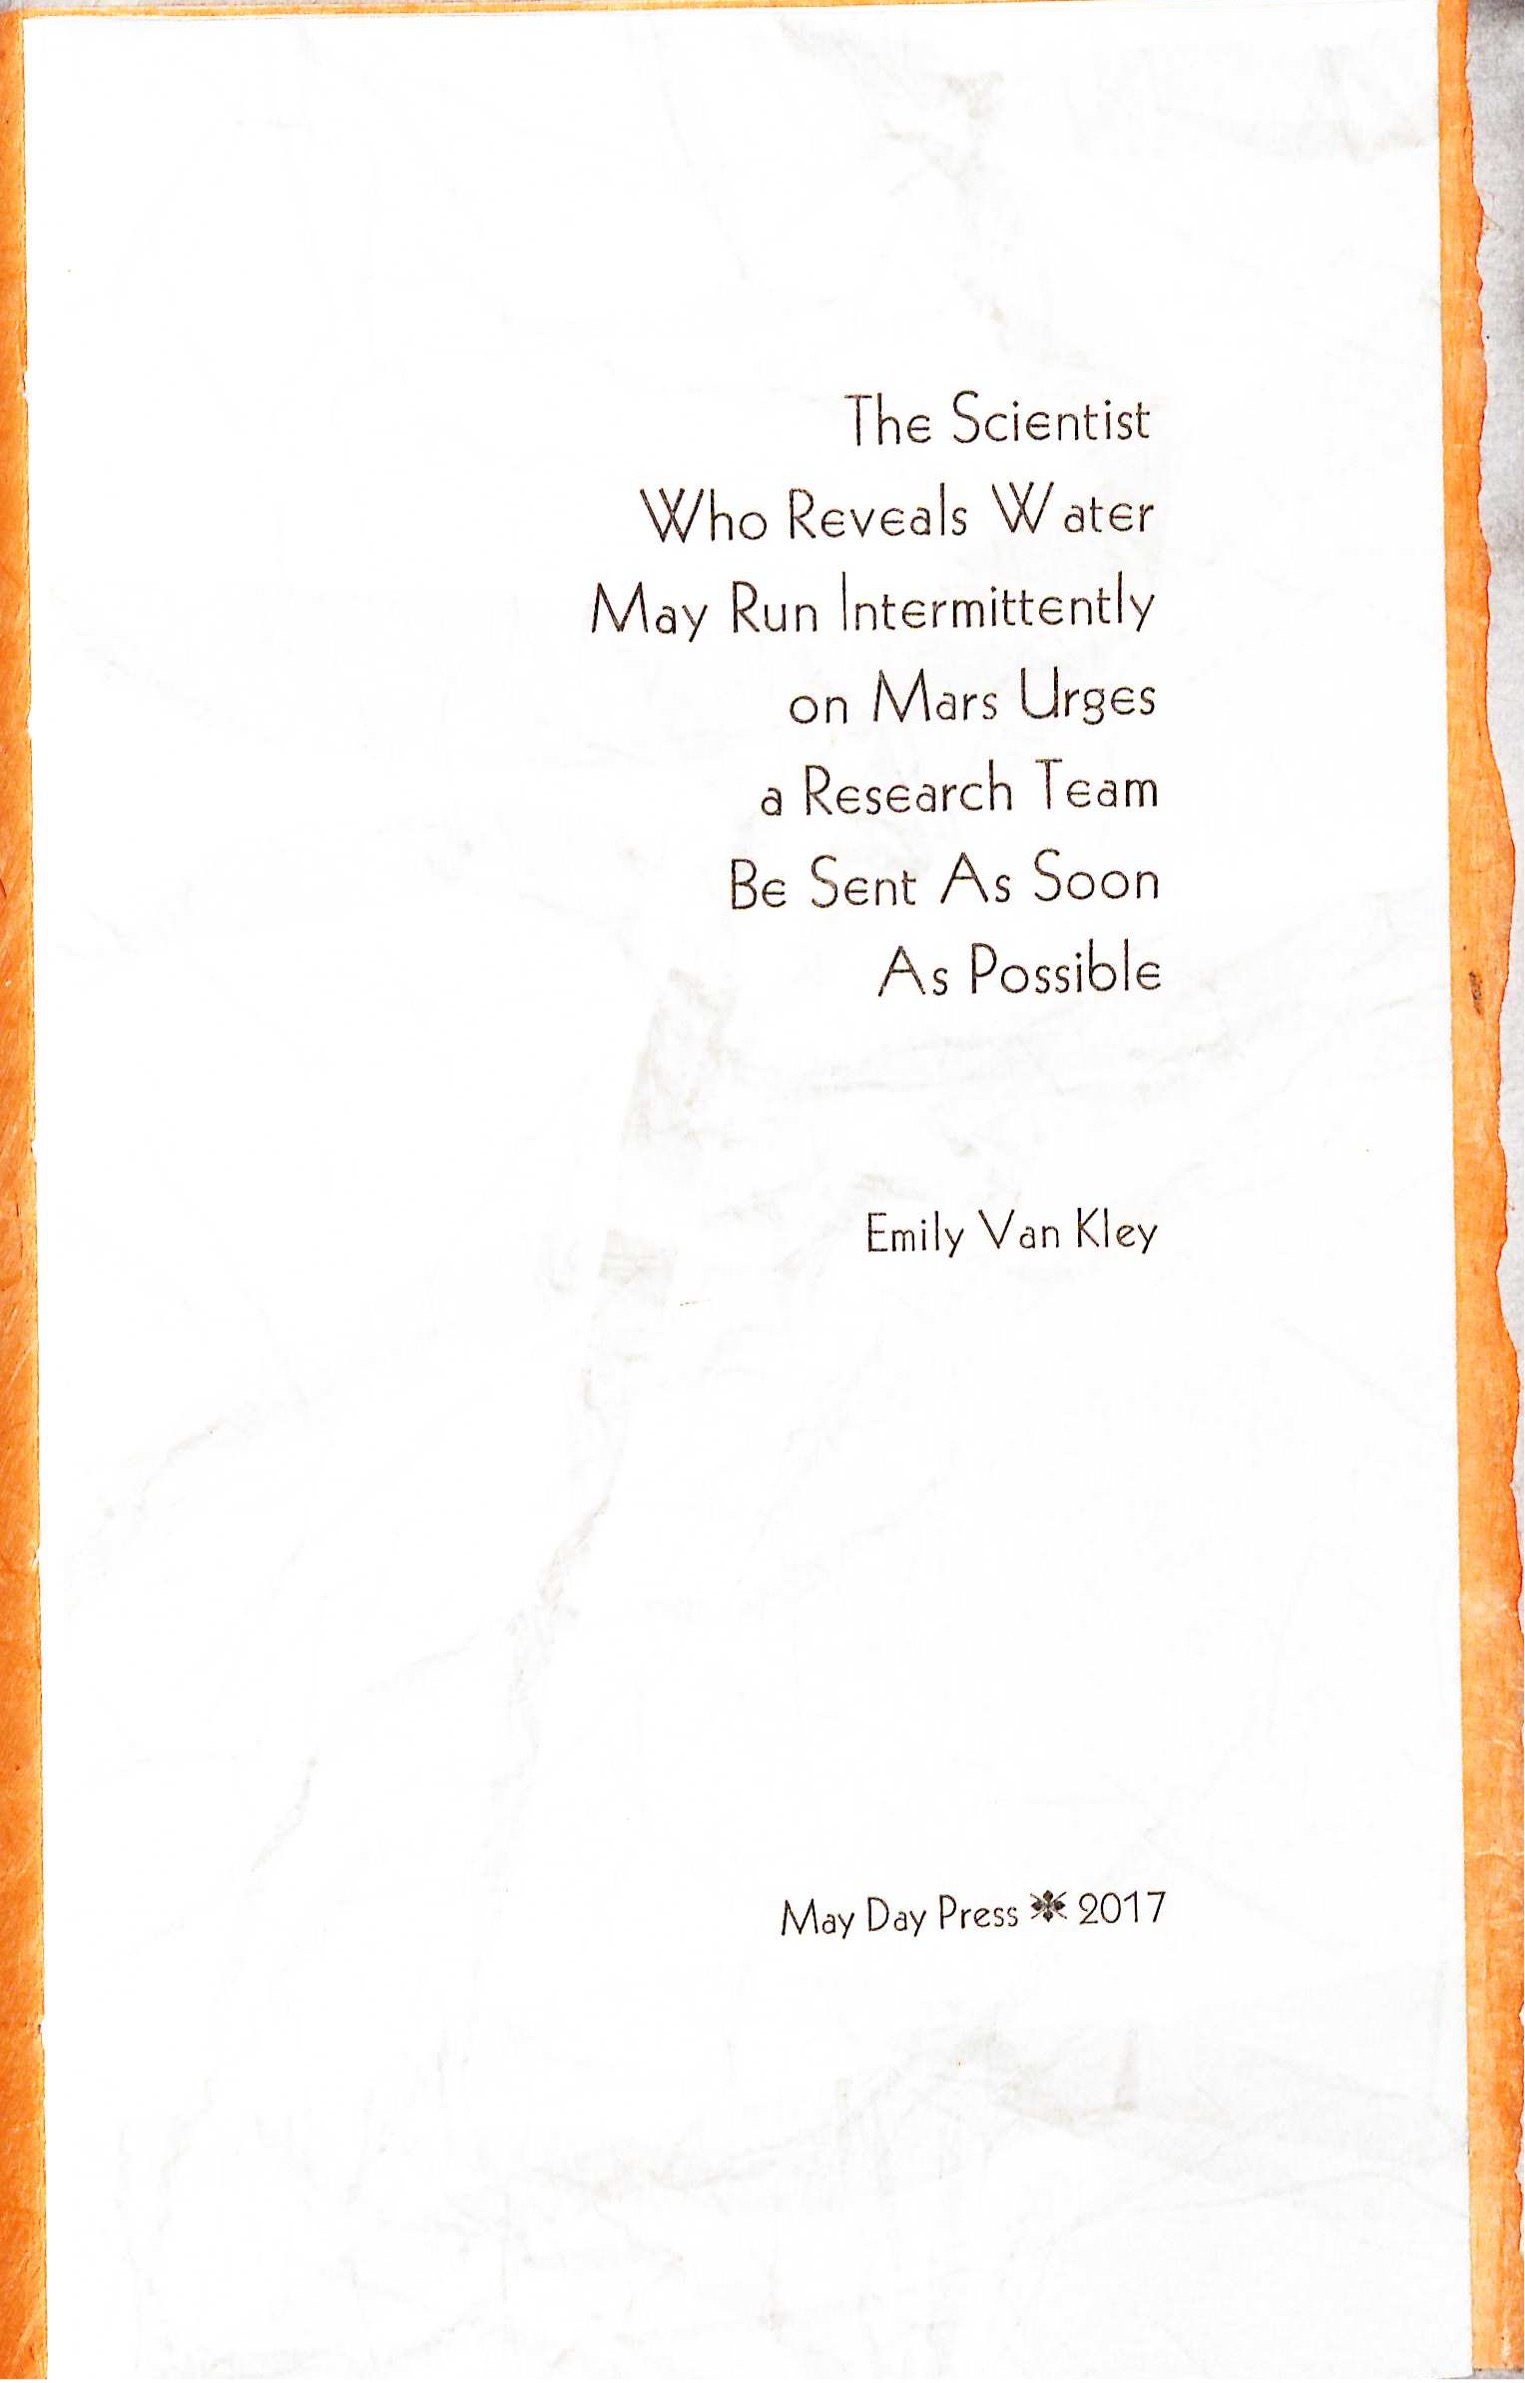 The Scientist
Who Reveals Water
May Run Intermittently
on Mars Urges
a Research Team
Be Sent As Soon
As Possible
Emily Van Kley
May Day Press ❉ 2017